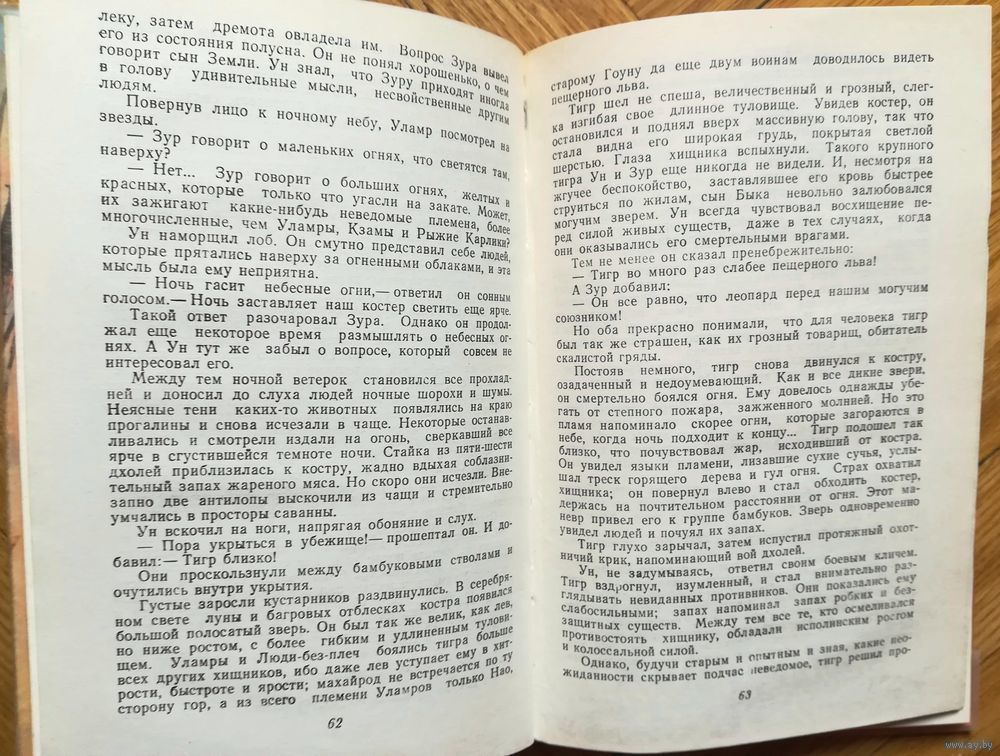 леку, затем дремота овладела им. Вопрос Зура вывел
его из состояния полусна. Он не понял хорошенько, о чем
говорит сын Земли. Ун знал, что Зуру приходят иногда
в голову удивительные мысли, несвойственные другим
людям.
Повернув лицо к ночному небу, Уламр посмотрел на
звезды.
— Зур говорит о маленьких огнях, что светятся там,
наверху?
— Нет... Зур говорит о больших огнях, желтых и
красных, которые только что угасли на закате. Может,
их зажигают какие-нибудь неведомые племена, более
многочисленные, чем Уламры, Кзамы и Рыжие Карлики?
Ун наморщил лоб. Он смутно представил себе людей,
которые прятались наверху за огненными облаками, и эта
мысль была ему неприятна.
— Ночь гасит небесные огни,— ответил он сонным
голосом.— Ночь заставляет наш костер светить еще ярче.
Такой ответ разочаровал Зура. Однако он продол-
жал еще некоторое время размышлять о небесных ог-
нях. А Ун тут же забыл о вопросе, который совсем не
интересовал его.
Между тем ночной ветерок становился все прохлад-
ней и доносил до слуха людей ночные шорохи и шумы.
Неясные тени каких-то животных появлялись на краю
прогалины и снова исчезали в чаще. Некоторые останав-
ливались и смотрели издали на огонь, сверкавший все
ярче в сгустившейся темноте ночи. Стайка из пяти-шести
дхолей приблизилась к костру, жадно вдыхая соблазни-
тельный запах жареного мяса. Но скоро они исчезли. Вне-
запно две антилопы выскочили из чащи и стремительно
умчались в просторы саванны.
Ун вскочил на ноги, напрягая обоняние и слух.
— Пора укрыться в убежище!— прошептал он. И до-
бавил:— Тигр близко!
Они проскользнули между бамбуковыми стволами и
очутились внутри укрытия.
Густые заросли кустарников раздвинулись. В серебря-
ном свете луны и багровых отблесках костра появился
большой полосатый зверь. Он был так же велик, как лев,
но ниже ростом, с более гибким и удлиненным тулови-
щем. Уламры и Люди-без-плеч боялись тигра больше
всех других хищников, ибо даже лев уступает ему в хит-
рости, быстроте и ярости; махайрод не встречается по ту
сторону гор, а из всего племени Уламров только Нао,
62
старому Гоуну да еще двум воинам доводилось видеть
пещерного льва.
Тигр шел не спеша, величественный и грозный, слег-
ка изгибая свое длинное туловище. Увидев костер, он
остановился и поднял вверх массивную голову, так что
стала видна его широкая грудь, покрытая светлой
шерстью. Глаза хищника вспыхнули. Такого крупного
тигра Ун и Зур еще никогда не видели. И, несмотря на
жгучее беспокойство, заставлявшее его кровь быстрее
струиться по жилам, сын Быка невольно залюбовался
могучим зверем. Ун всегда чувствовал восхищение пе-
ред силой живых существ, даже в тех случаях, когда
они оказывались его смертельными врагами.
Тем не менее он сказал пренебрежительно:
— Тигр во много раз слабее пещерного льва!
А Зур добавил:
— Он все равно, что леопард перед нашим могучим
союзником!
Но оба прекрасно понимали, что для человека тигр
был так же страшен, как их грозный товарищ, обитатель
скалистой гряды.
Постояв немного, тигр снова двинулся к костру,
озадаченный и недоумевающий. Как и все дикие звери,
он смертельно боялся огня. Ему довелось однажды убе-
гать от степного пожара, зажженного молнией. Но это
пламя напоминало скорее огни, которые загораются в
небе, когда ночь подходит к концу... Тигр подошел так
близко, что почувствовал жар, исходивший от костра.
Он увидел языки пламени, лизавшие сухие сучья, услы-
шал треск горящего дерева и гул огня. Страх охватил
хищника; он повернул влево и стал обходить костер,
держась на почтительном расстоянии от огня. Этот ма-
невр привел его к группе бамбуков. Зверь одновременно
увидел людей и почуял их запах.
Тигр глухо зарычал, затем испустил протяжный охот-
ничий крик, напоминающий вой дхолей.
Ун, не задумываясь, ответил своим боевым кличем.
Тигр вздрогнул, изумленный, и стал внимательно раз-
глядывать невиданных противников. Они показались ему
слабосильными; запах напоминал запах робких и без-
защитных существ. Между тем все те, кто осмеливался
противостоять хищнику, обладали исполинским ростом
и колоссальной силой.
Однако, будучи старым и опытным и зная, какие нео-
жиданности скрывает подчас неведомое, тигр решил про-
63
www.ay.by